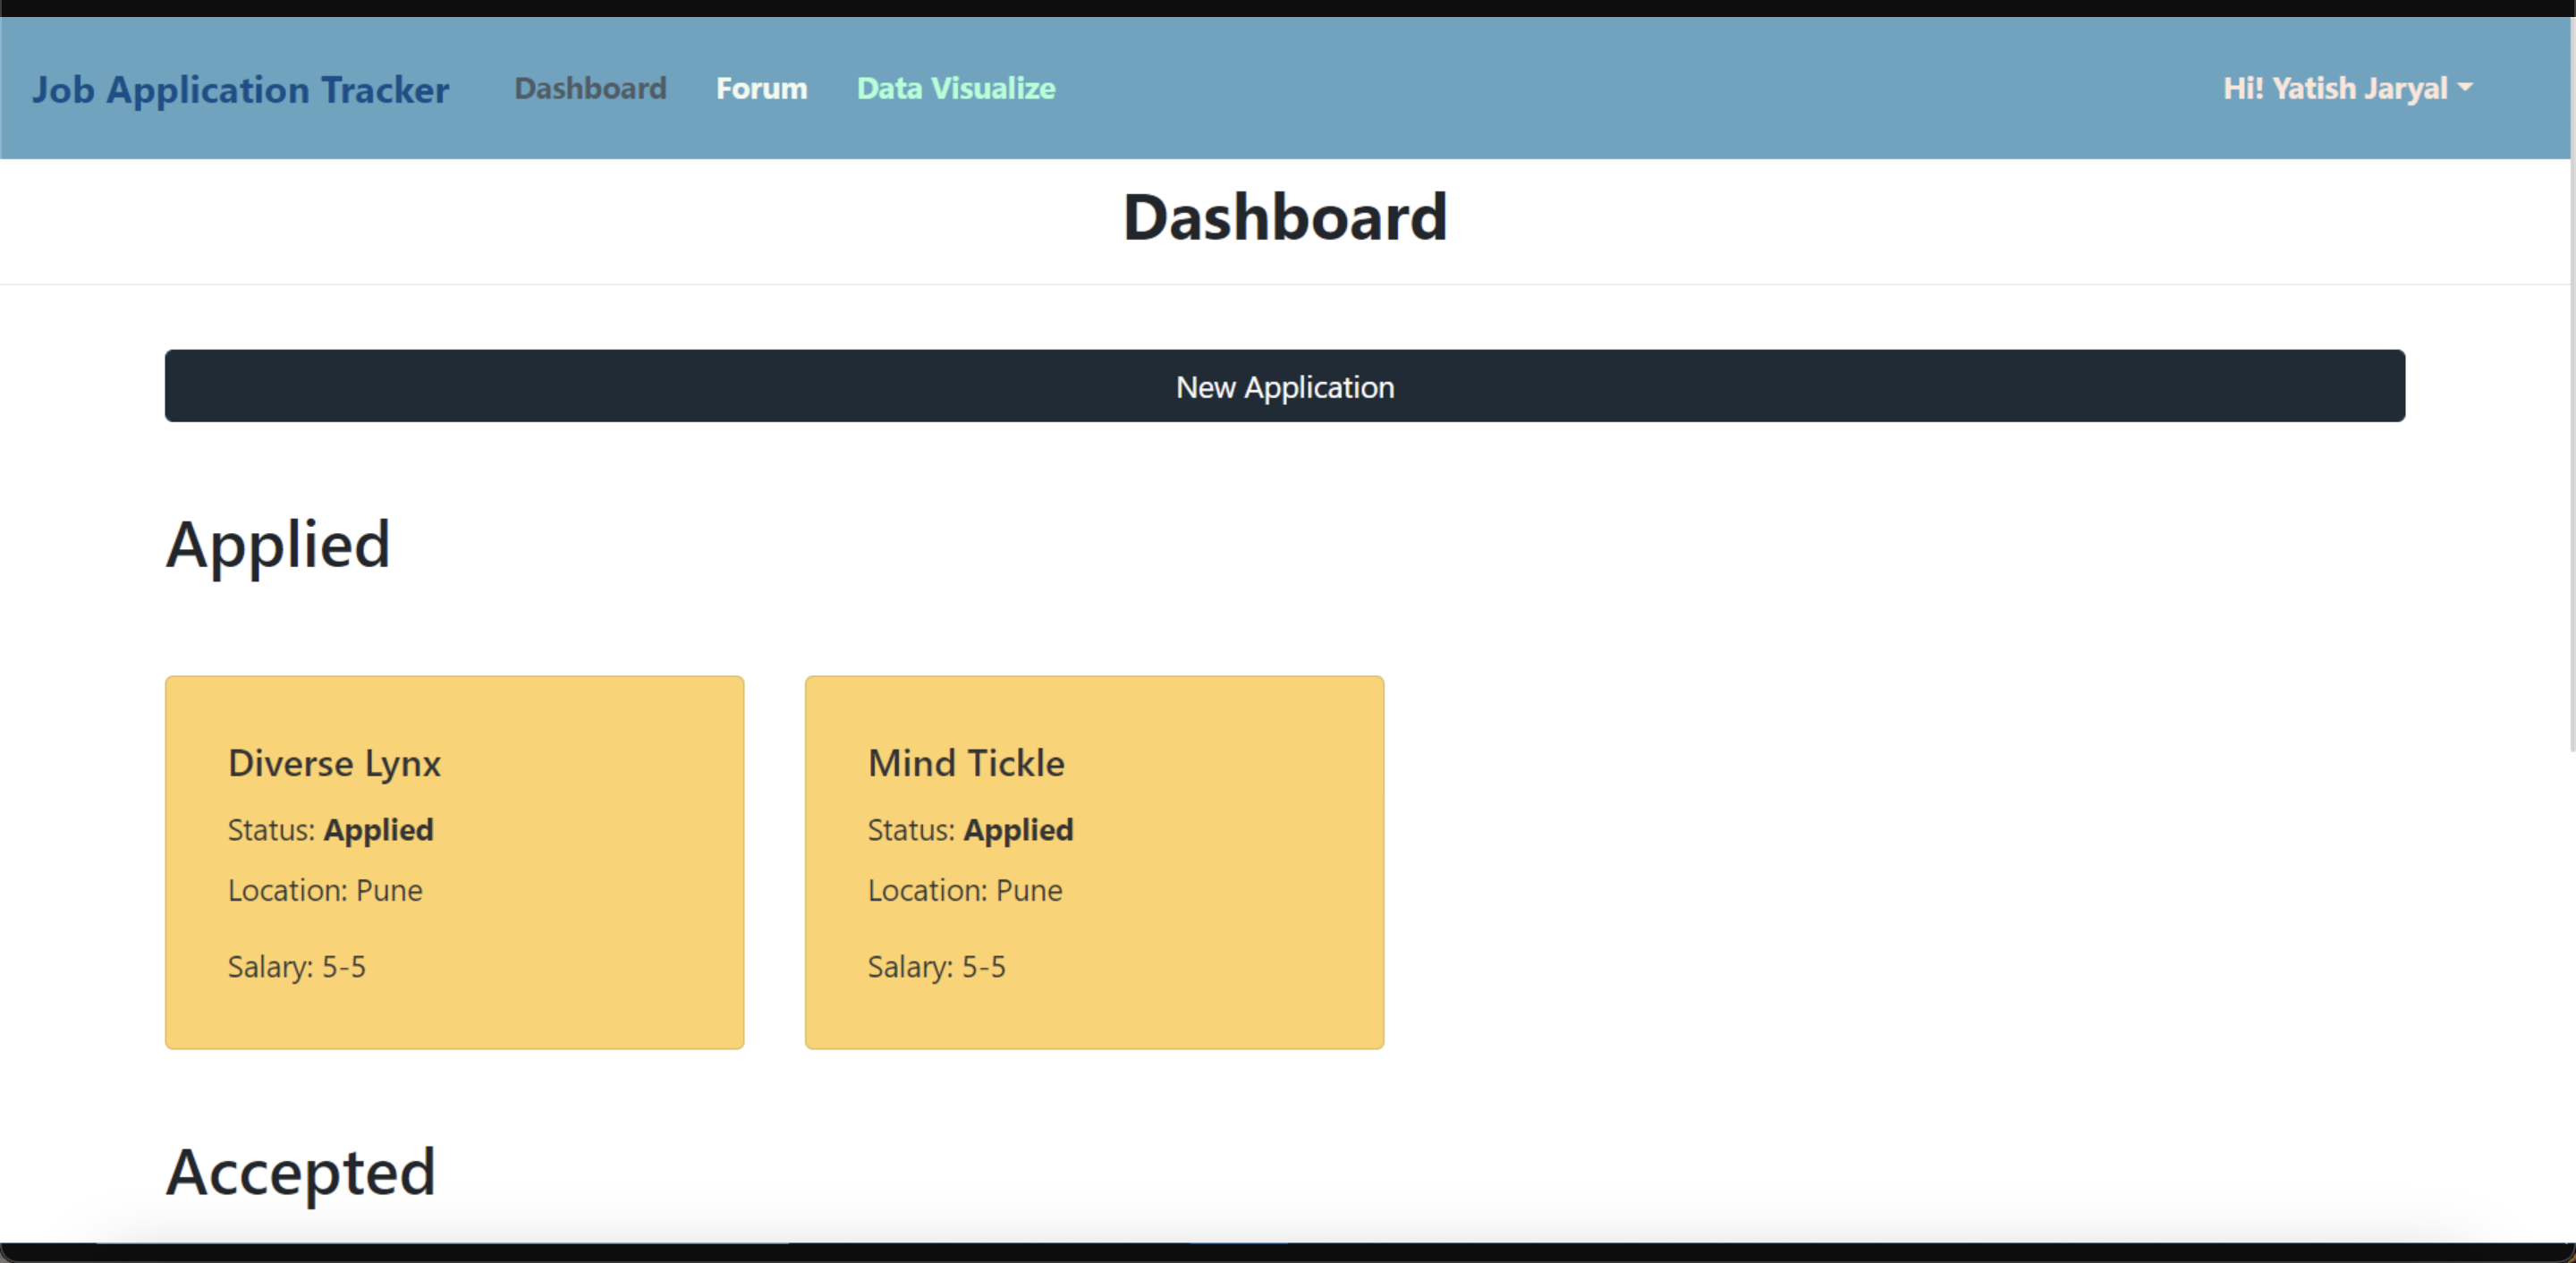 Job Application Tracker Dashboard Forum Data Visualize Hi! Yatish Jaryal
Dashboard
New Application
Applied
Diverse Lynx
Status: Applied
Location: Pune
Salary: 5-5
Mind Tickle
Status: Applied
Location: Pune
Salary: 5-5
Accepted